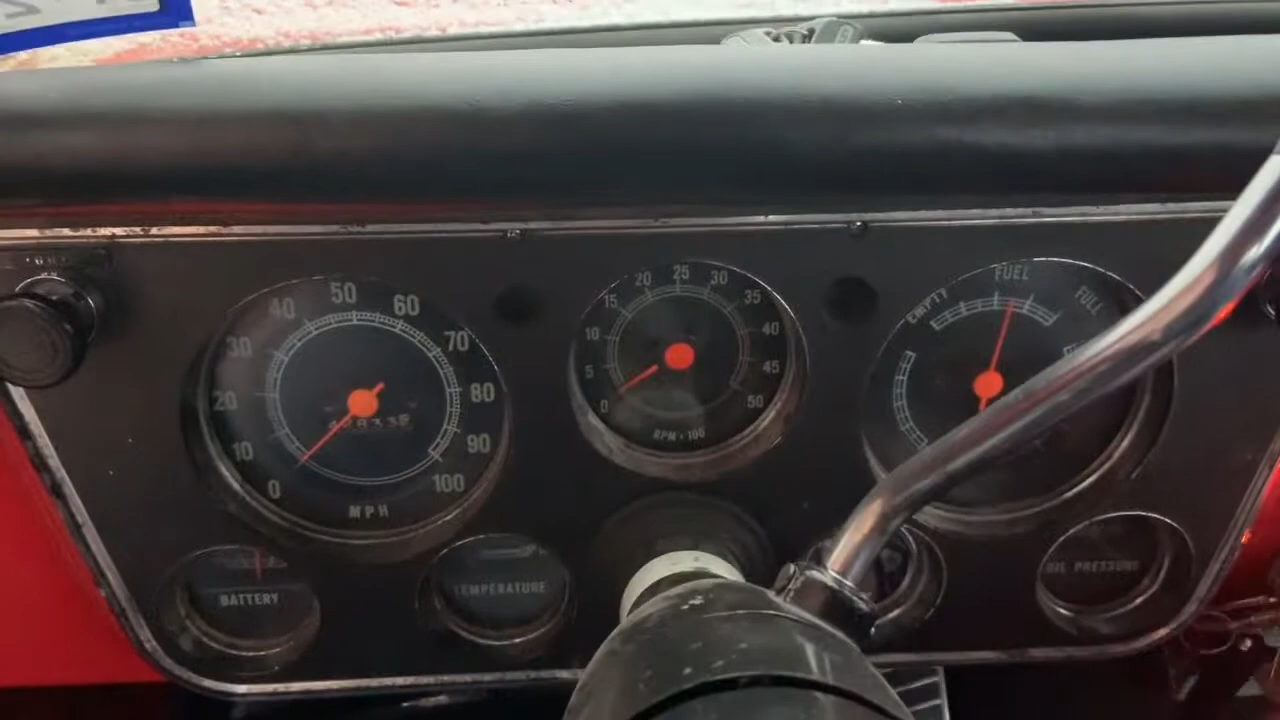 0 10 20 30 40 50 60 70 80 90 100
MPH
0 5 10 15 20 25 30 35 40 45 50
RPM · 100
FUEL
EMPTY FULL
BATTERY
TEMPERATURE
OIL PRESSURE